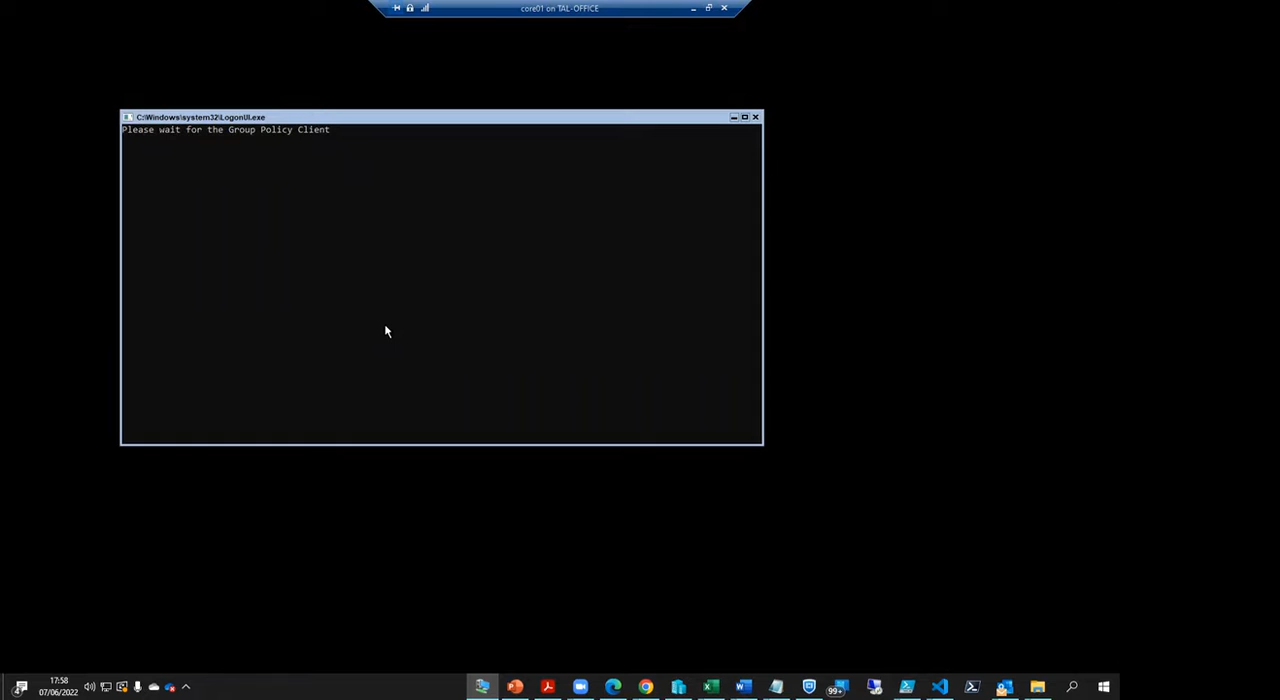 core01 on TAL-OFFICE
C:\Windows\system32\LogonUI.exe
Please wait for the Group Policy Client
4
17:58
07/06/2022
99+